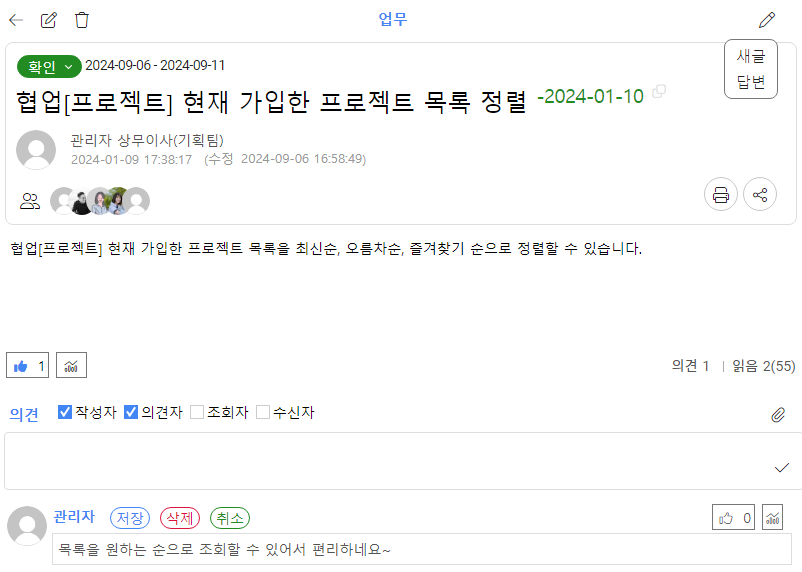 업무
확인 2024-09-06 - 2024-09-11
새글
답변
협업[프로젝트] 현재 가입한 프로젝트 목록 정렬 -2024-01-10
관리자 상무이사(기획팀)
2024-01-09 17:38:17 (수정 2024-09-06 16:58:49)
협업[프로젝트] 현재 가입한 프로젝트 목록을 최신순, 오름차순, 즐겨찾기 순으로 정렬할 수 있습니다.
1
의견 1 | 읽음 2(55)
의견 작성자 의견자 조회자 수신자
관리자 저장 삭제 취소 0
목록을 원하는 순으로 조회할 수 있어서 편리하네요~